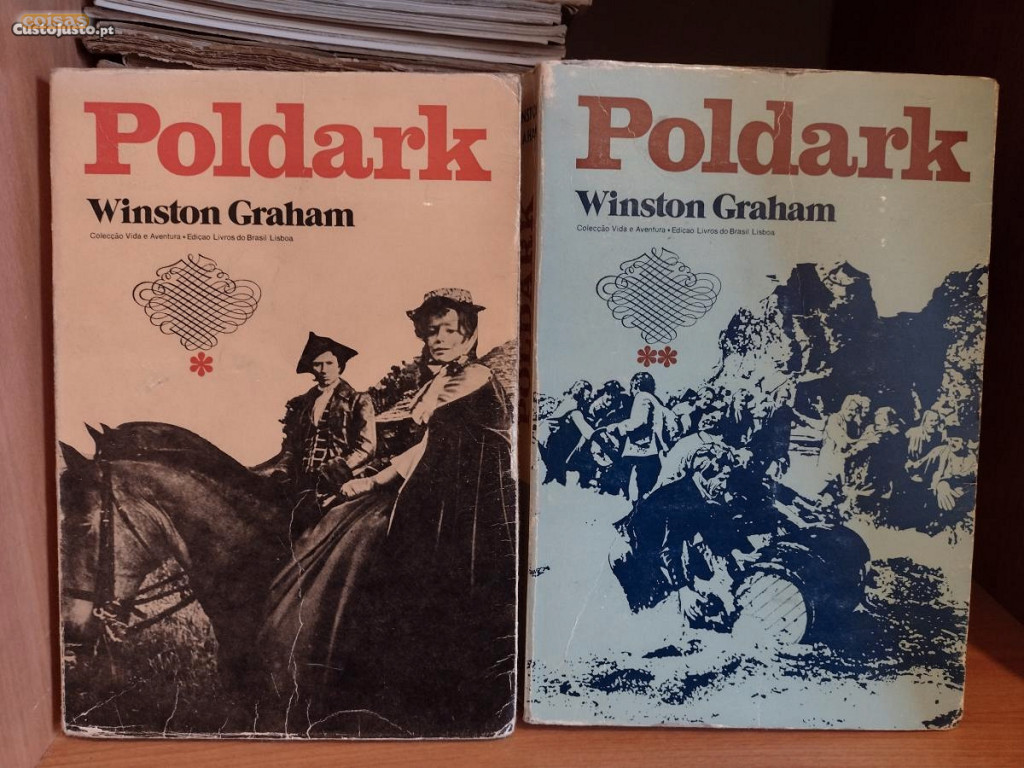 coisas
CustoJusto.pt
Poldark
Winston Graham
Colecção Vida e Aventura • Edicao Livros do Brasil Lisboa
*
POLDARK
Poldark
Winston Graham
Colecção Vida e Aventura • Edicao Livros do Brasil Lisboa
**